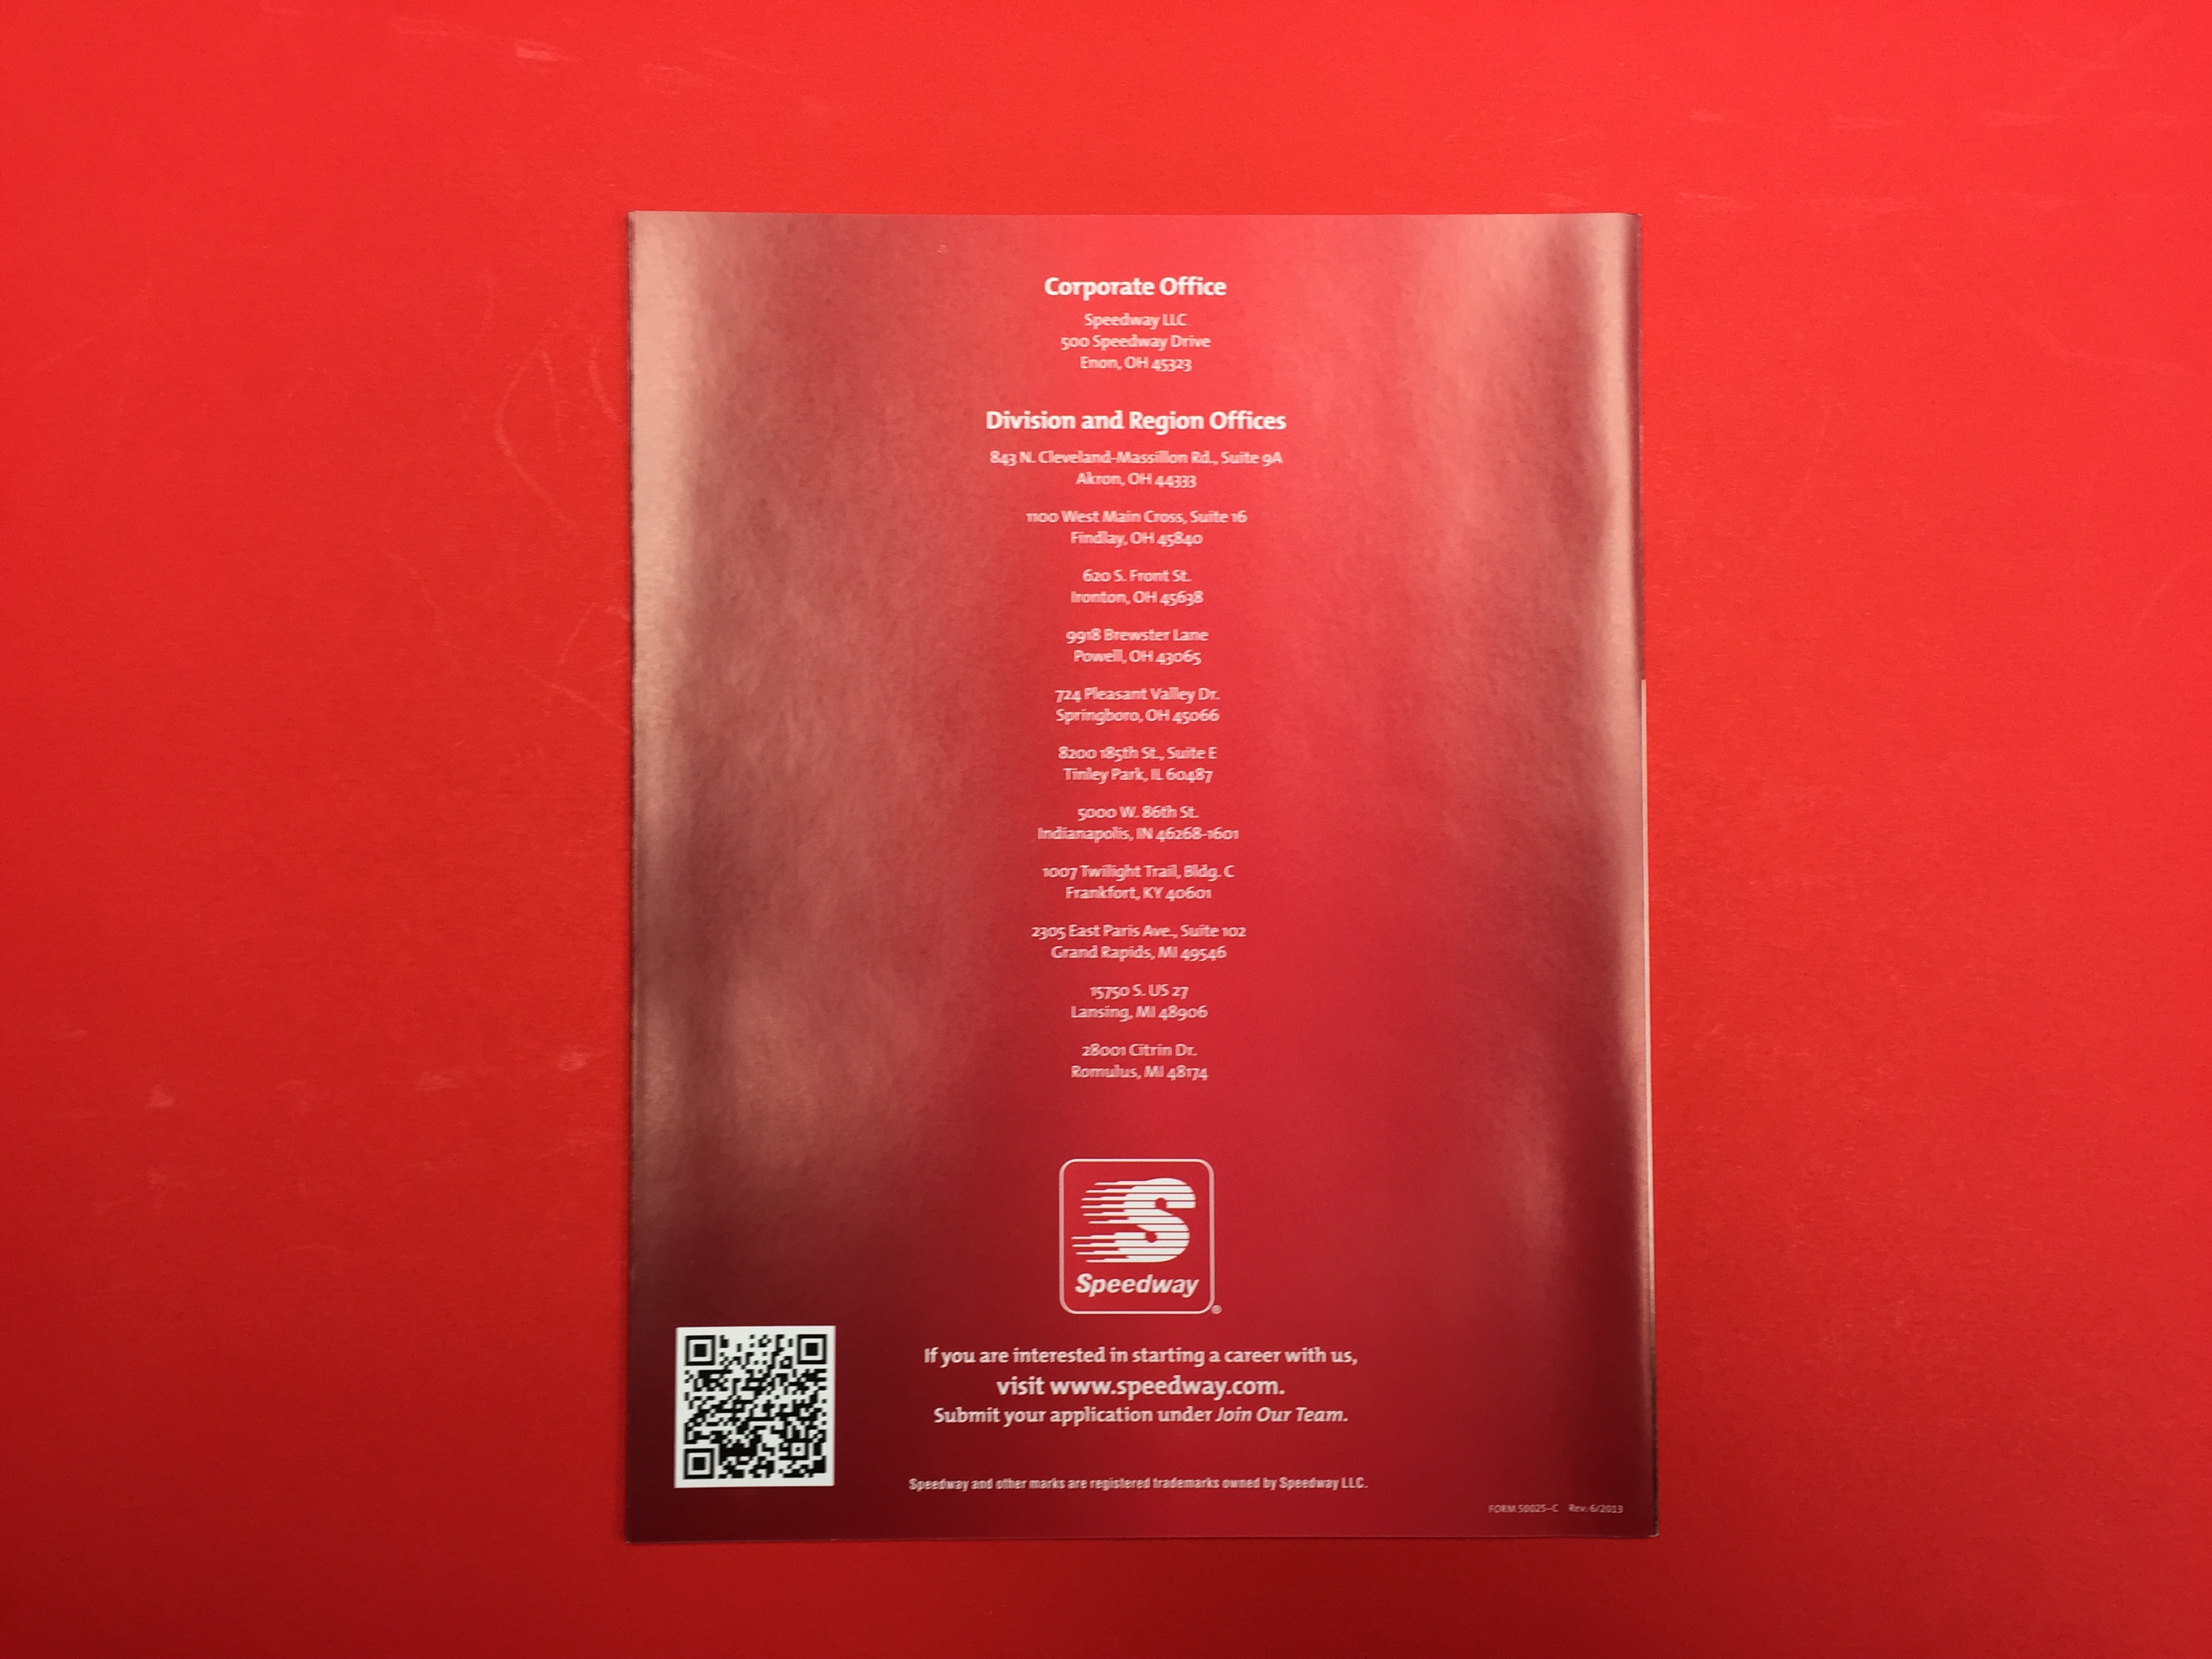 Corporate Office
Speedway LLC
500 Speedway Drive
Enon, OH 45323
Division and Region Offices
843 N. Cleveland-Massillon Rd., Suite 9A
Akron, OH 44333
1100 West Main Cross, Suite 16
Findlay, OH 45840
620 S. Front St.
Ironton, OH 45638
9918 Brewster Lane
Powell, OH 43065
724 Pleasant Valley Dr.
Springboro, OH 45066
8200 185th St., Suite E
Tinley Park, IL 60487
5000 W. 86th St.
Indianapolis, IN 46268-1601
1007 Twilight Trail, Bldg. C
Frankfort, KY 40601
2305 East Paris Ave., Suite 102
Grand Rapids, MI 49546
15730 S. US 27
Lansing, MI 48906
28001 Citrin Dr.
Romulus, MI 48174
S
Speedway®
If you are interested in starting a career with us,
visit www.speedway.com.
Submit your application under Join Our Team.
Speedway and other marks are registered trademarks owned by Speedway LLC.
FORM 50025-C Rev. 6/2013